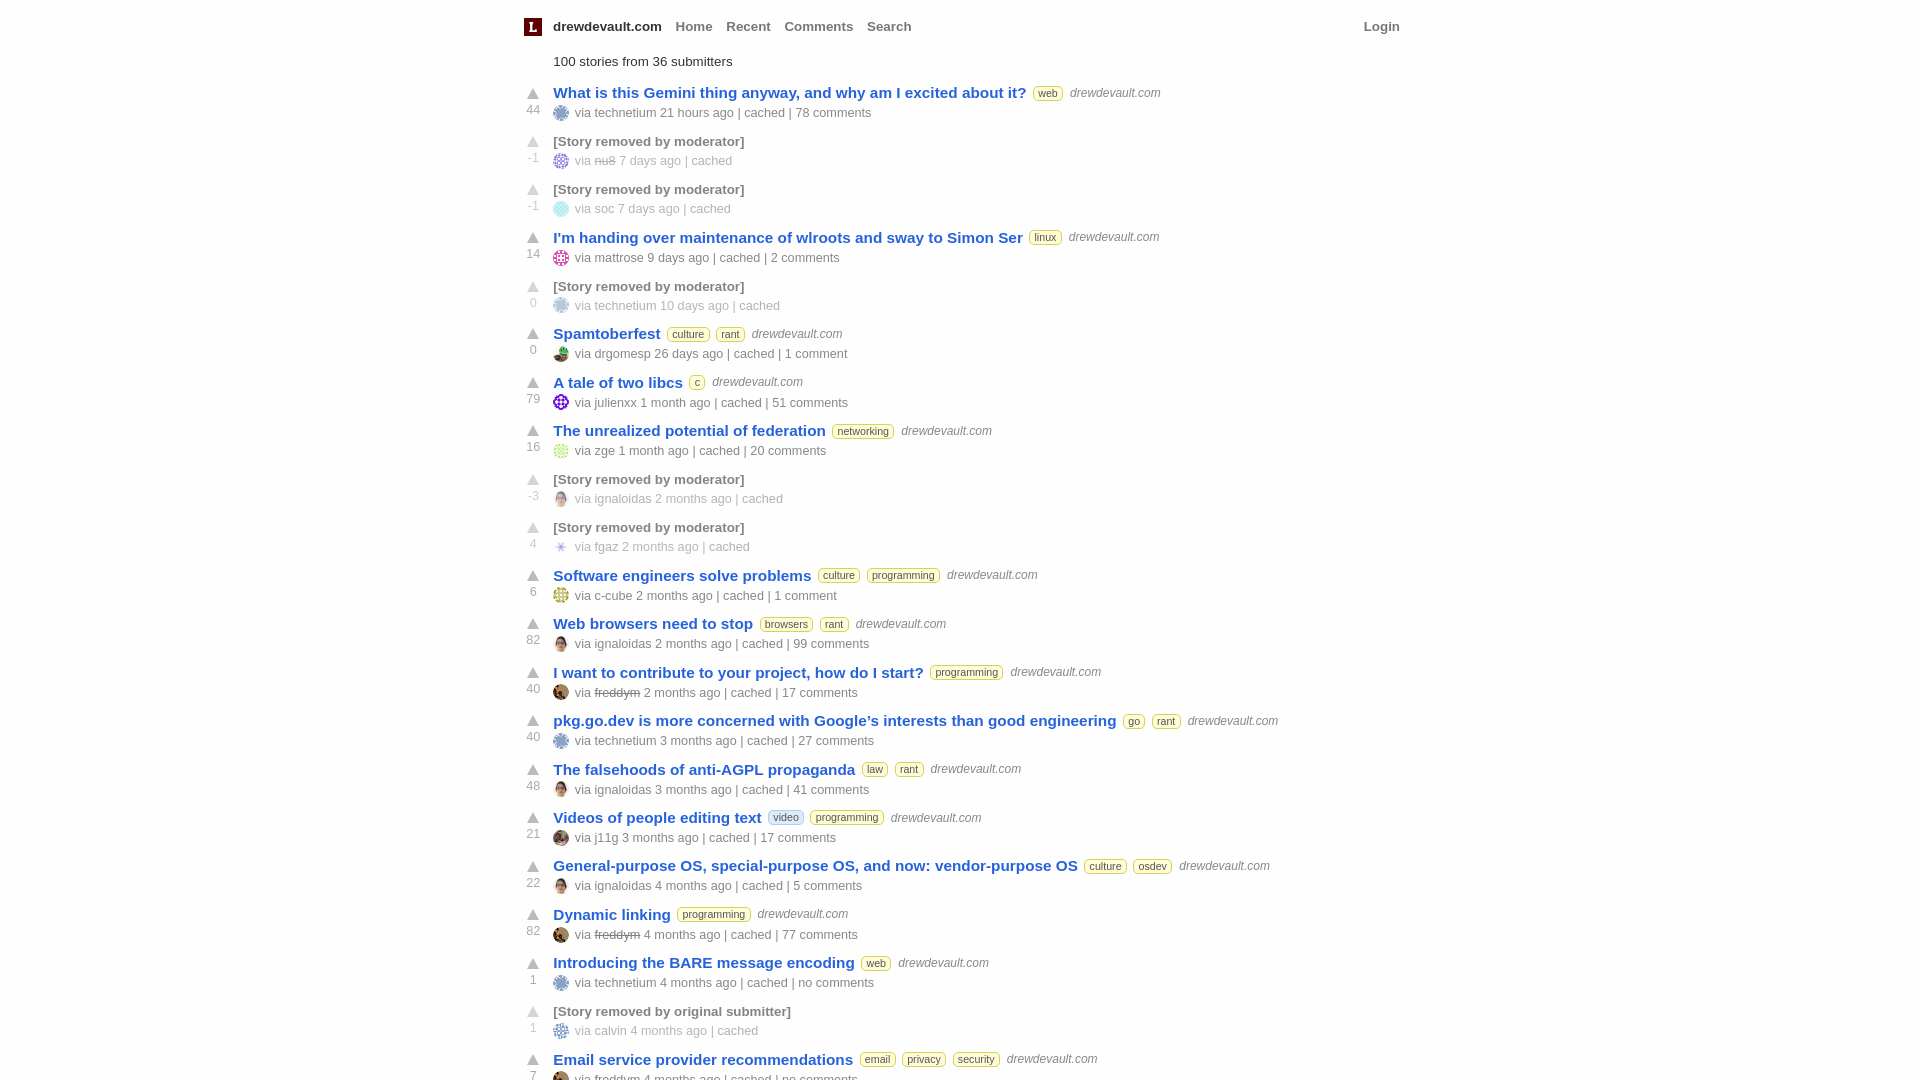 L drewdevault.com Home Recent Comments Search Login
100 stories from 36 submitters
What is this Gemini thing anyway, and why am I excited about it? web drewdevault.com
44 via technetium 21 hours ago | cached | 78 comments
[Story removed by moderator]
-1 via nu8 7 days ago | cached
[Story removed by moderator]
-1 via soc 7 days ago | cached
I'm handing over maintenance of wlroots and sway to Simon Ser linux drewdevault.com
14 via mattrose 9 days ago | cached | 2 comments
[Story removed by moderator]
0 via technetium 10 days ago | cached
Spamtoberfest culture rant drewdevault.com
0 via drgomesp 26 days ago | cached | 1 comment
A tale of two libcs c drewdevault.com
79 via julienxx 1 month ago | cached | 51 comments
The unrealized potential of federation networking drewdevault.com
16 via zge 1 month ago | cached | 20 comments
[Story removed by moderator]
-3 via ignaloidas 2 months ago | cached
[Story removed by moderator]
4 via fgaz 2 months ago | cached
Software engineers solve problems culture programming drewdevault.com
6 via c-cube 2 months ago | cached | 1 comment
Web browsers need to stop browsers rant drewdevault.com
82 via ignaloidas 2 months ago | cached | 99 comments
I want to contribute to your project, how do I start? programming drewdevault.com
40 via freddym 2 months ago | cached | 17 comments
pkg.go.dev is more concerned with Google’s interests than good engineering go rant drewdevault.com
40 via technetium 3 months ago | cached | 27 comments
The falsehoods of anti-AGPL propaganda law rant drewdevault.com
48 via ignaloidas 3 months ago | cached | 41 comments
Videos of people editing text video programming drewdevault.com
21 via j11g 3 months ago | cached | 17 comments
General-purpose OS, special-purpose OS, and now: vendor-purpose OS culture osdev drewdevault.com
22 via ignaloidas 4 months ago | cached | 5 comments
Dynamic linking programming drewdevault.com
82 via freddym 4 months ago | cached | 77 comments
Introducing the BARE message encoding web drewdevault.com
1 via technetium 4 months ago | cached | no comments
[Story removed by original submitter]
1 via calvin 4 months ago | cached
Email service provider recommendations email privacy security drewdevault.com
7 via freddym 4 months ago | cached | no comments